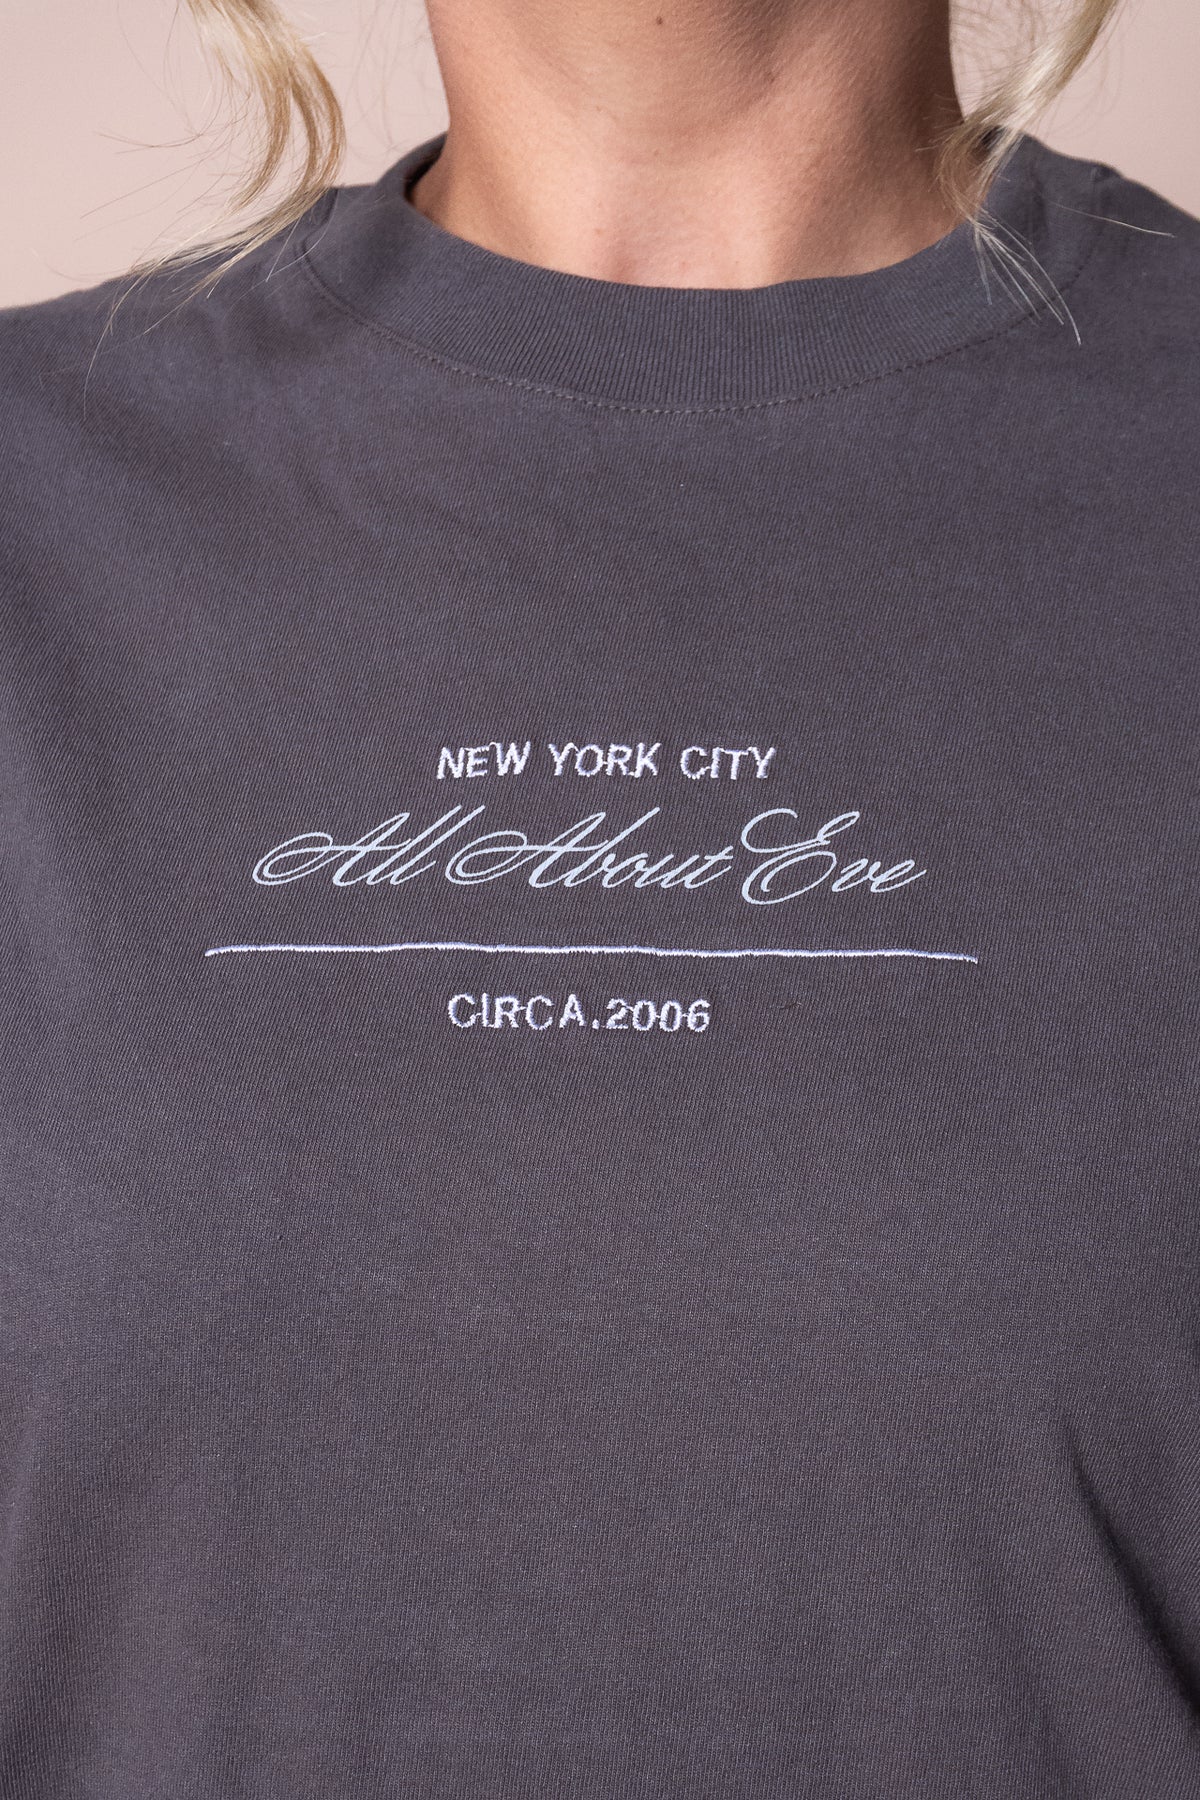 NEW YORK CITY
All About Eve
CIRCA.2006